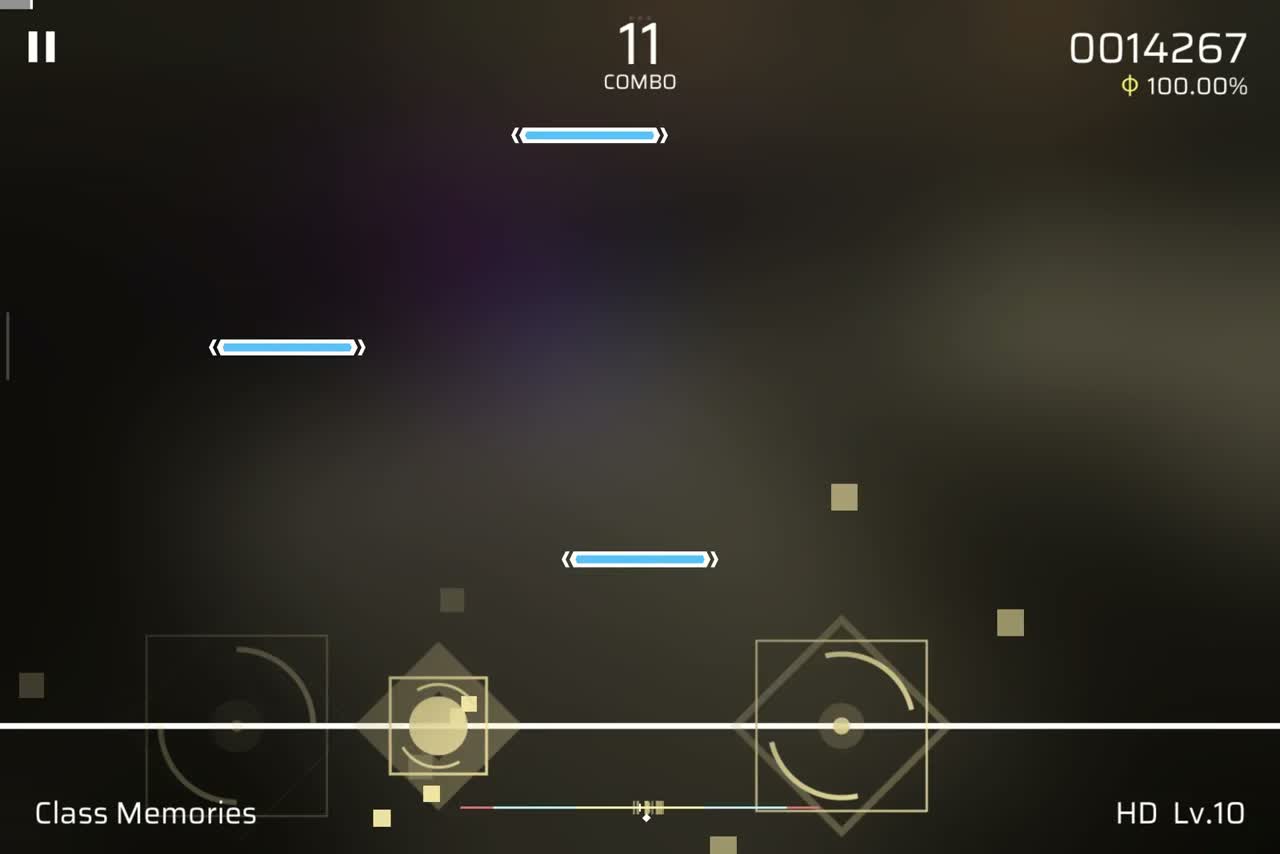 11
COMBO
0014267
Φ 100.00%
Class Memories
HD Lv.10